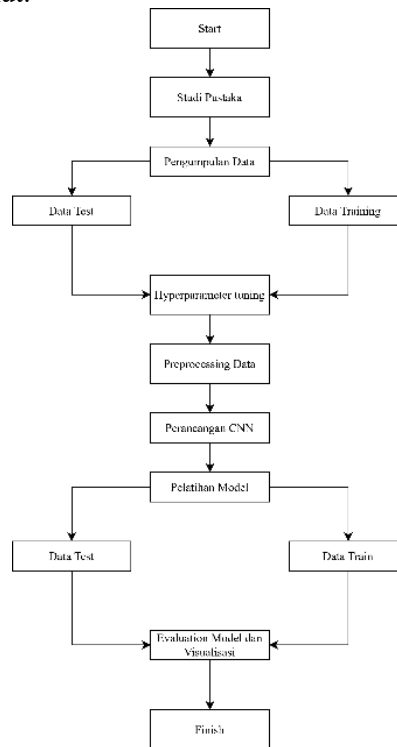 Start
Studi Pustaka
Pengumpulan Data
Data Test
Data Training
Hyperparameter tuning
Preprocessing Data
Perancangan CNN
Pelatihan Model
Data Test
Data Train
Evaluation Model dan
Visualisasi
Finish